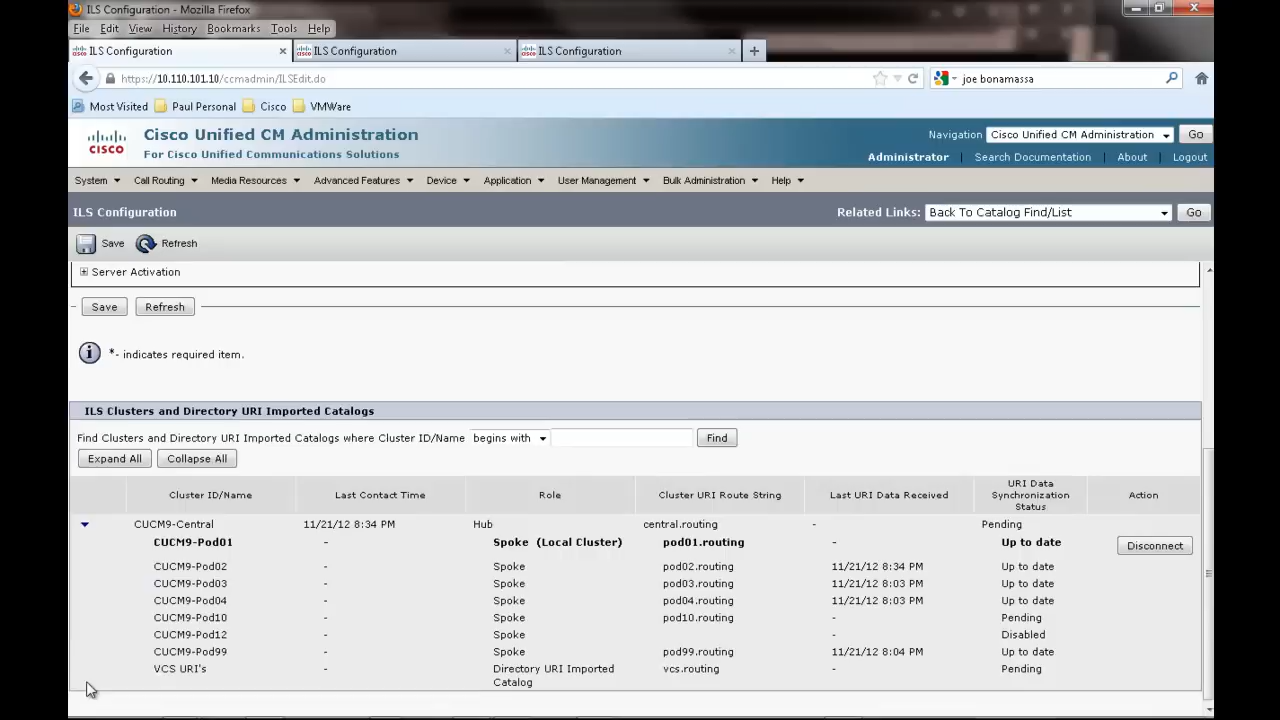 ILS Configuration - Mozilla Firefox
File Edit View History Bookmarks Tools Help
ILS Configuration × ILS Configuration × ILS Configuration × +
https://10.110.101.10/ccmadmin/ILSEdit.do joe bonamassa
Most Visited Paul Personal Cisco VMWare
CISCO Cisco Unified CM Administration Navigation Cisco Unified CM Administration Go
For Cisco Unified Communications Solutions Administrator | Search Documentation | About | Logout
System Call Routing Media Resources Advanced Features Device Application User Management Bulk Administration Help
ILS Configuration Related Links: Back To Catalog Find/List Go
Save Refresh
Server Activation
Save Refresh
*- indicates required item.
ILS Clusters and Directory URI Imported Catalogs
Find Clusters and Directory URI Imported Catalogs where Cluster ID/Name begins with Find
Expand All Collapse All
Cluster ID/Name Last Contact Time Role Cluster URI Route String Last URI Data Received URI Data Synchronization Status Action
CUCM9-Central 11/21/12 8:34 PM Hub central.routing - Pending
CUCM9-Pod01 - Spoke (Local Cluster) pod01.routing - Up to date Disconnect
CUCM9-Pod02 - Spoke pod02.routing 11/21/12 8:34 PM Up to date
CUCM9-Pod03 - Spoke pod03.routing 11/21/12 8:03 PM Up to date
CUCM9-Pod04 - Spoke pod04.routing 11/21/12 8:03 PM Up to date
CUCM9-Pod10 - Spoke pod10.routing - Pending
CUCM9-Pod12 - Spoke - Disabled
CUCM9-Pod99 - Spoke pod99.routing 11/21/12 8:04 PM Up to date
VCS URI's - Directory URI Imported Catalog vcs.routing - Pending